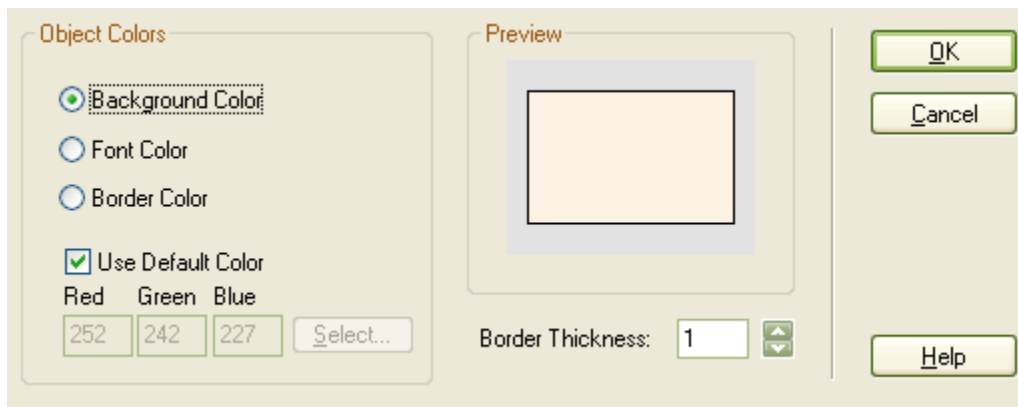 Object Colors
Background Color
Font Color
Border Color
Use Default Color
Red Green Blue
252 242 227 Select...
Preview
Border Thickness: 1
OK
Cancel
Help